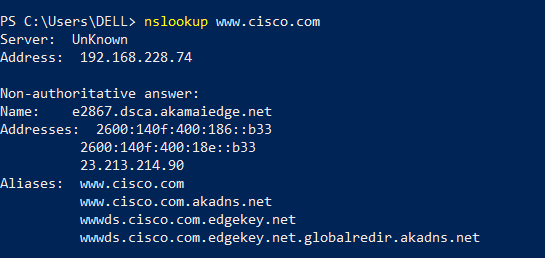 PS C:\Users\DELL> nslookup www.cisco.com
Server:  UnKnown
Address:  192.168.228.74

Non-authoritative answer:
Name:    e2867.dsca.akamaiedge.net
Addresses:  2600:140f:400:186::b33
          2600:140f:400:18e::b33
          23.213.214.90
Aliases:  www.cisco.com
          www.cisco.com.akadns.net
          wwwds.cisco.com.edgekey.net
          wwwds.cisco.com.edgekey.net.globalredir.akadns.net